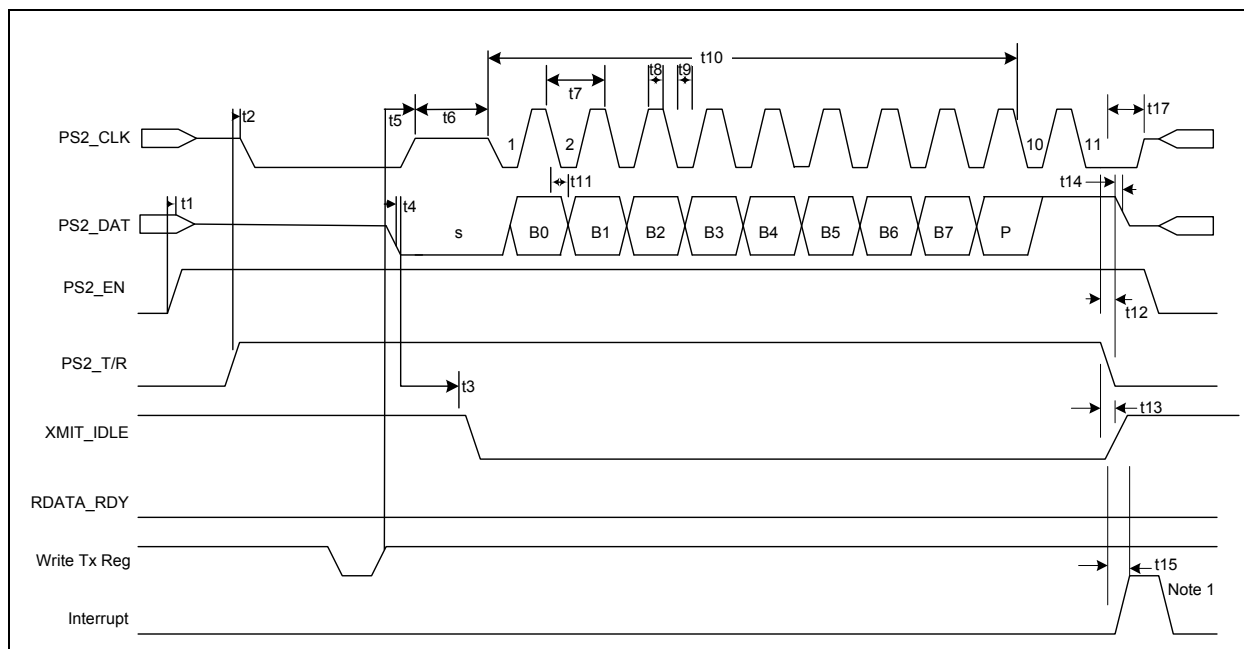 t10
t8 t9
t7
t2
t5 t6
t17
PS2_CLK
1 2 10 11
t11
t14
t1
t4
PS2_DAT
s B0 B1 B2 B3 B4 B5 B6 B7 P
PS2_EN
t12
PS2_T/R
t3
t13
XMIT_IDLE
RDATA_RDY
Write Tx Reg
t15
Note 1
Interrupt